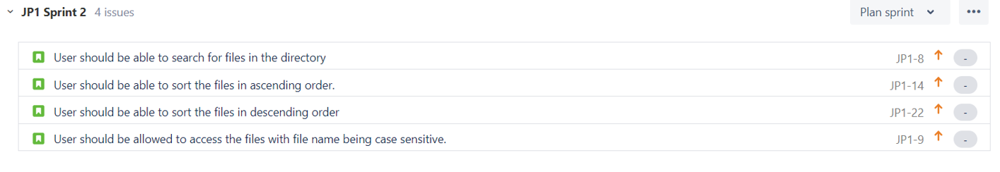 JP1 Sprint 2 4 issues Plan sprint
User should be able to search for files in the directory JP1-8 -
User should be able to sort the files in ascending order. JP1-14 -
User should be able to sort the files in descending order JP1-22 -
User should be allowed to access the files with file name being case sensitive. JP1-9 -